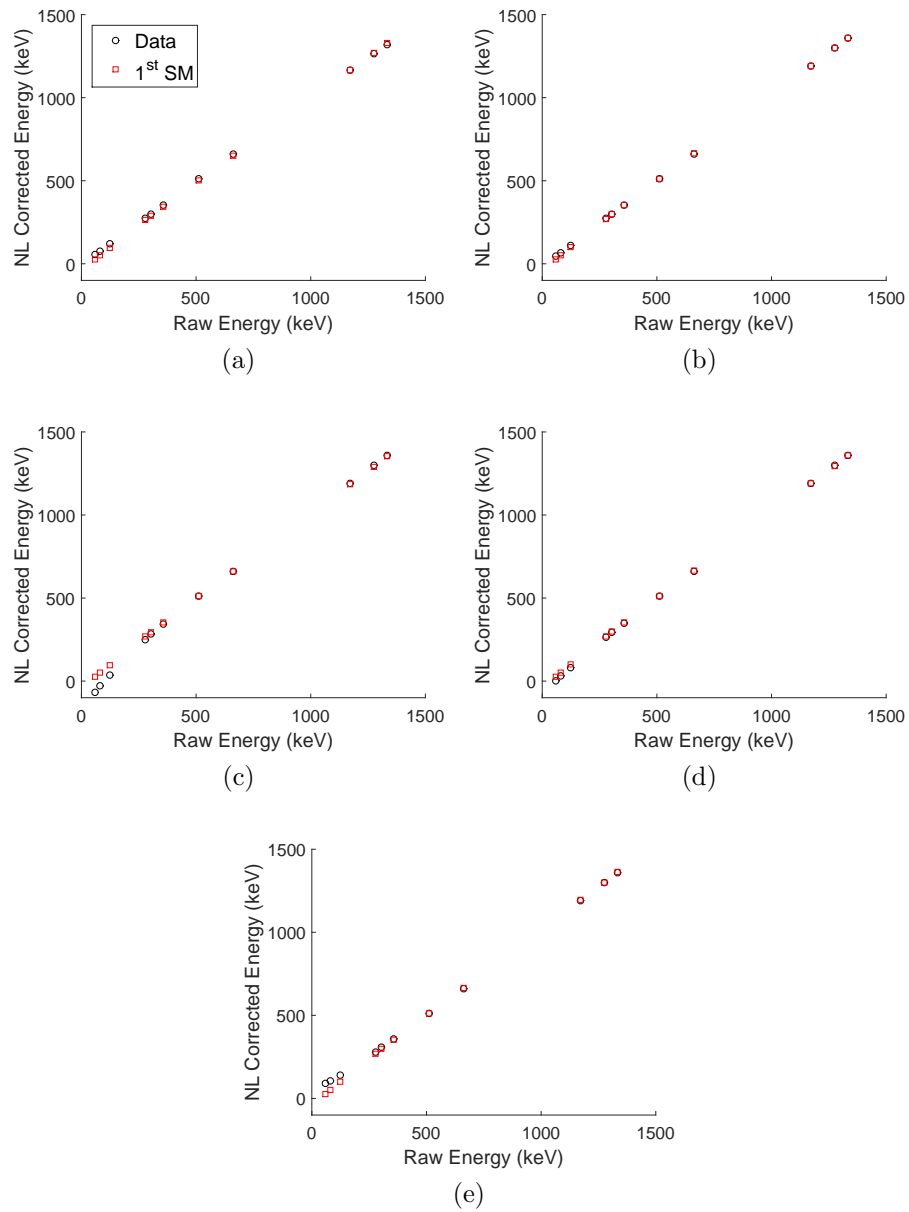 1500
1000
500
0
NL Corrected Energy (keV)
Data
1st SM
0 500 1000 1500
Raw Energy (keV)
(a)
1500
1000
500
0
NL Corrected Energy (keV)
0 500 1000 1500
Raw Energy (keV)
(b)
1500
1000
500
0
NL Corrected Energy (keV)
0 500 1000 1500
Raw Energy (keV)
(c)
1500
1000
500
0
NL Corrected Energy (keV)
0 500 1000 1500
Raw Energy (keV)
(d)
1500
1000
500
0
NL Corrected Energy (keV)
0 500 1000 1500
Raw Energy (keV)
(e)